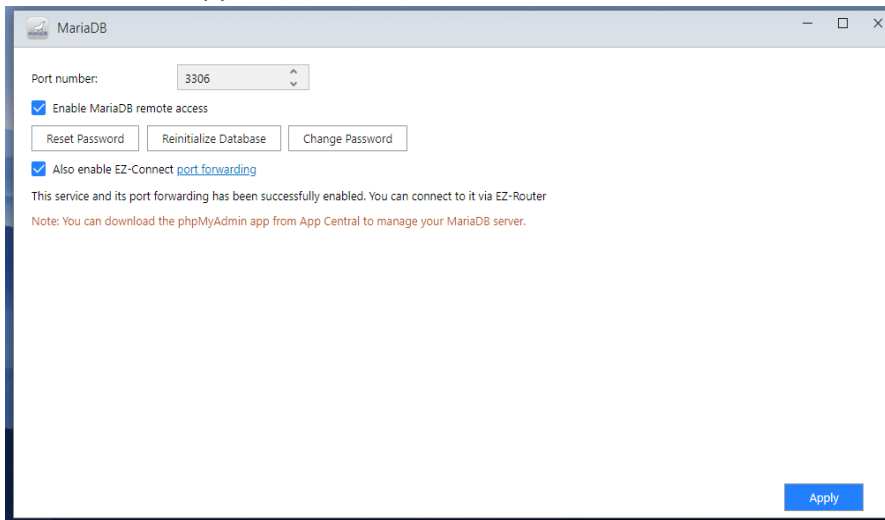 MariaDB
Port number: 3306
Enable MariaDB remote access
Reset Password Reinitialize Database Change Password
Also enable EZ-Connect port forwarding
This service and its port forwarding has been successfully enabled. You can connect to it via EZ-Router
Note: You can download the phpMyAdmin app from App Central to manage your MariaDB server.
Apply